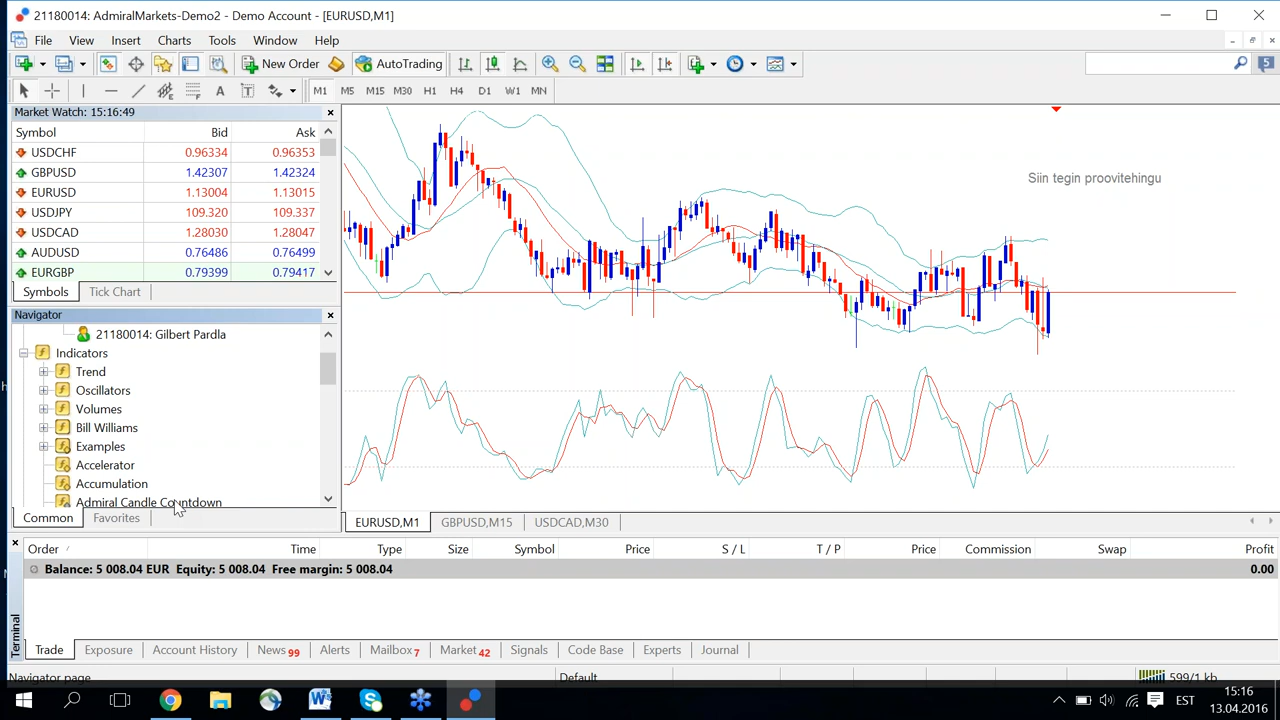 21180014: AdmiralMarkets-Demo2 - Demo Account - [EURUSD,M1]
File View Insert Charts Tools Window Help
New Order AutoTrading 5
A T M1 M5 M15 M30 H1 H4 D1 W1 MN
Market Watch: 15:16:49
Symbol Bid Ask
USDCHF 0.96334 0.96353
GBPUSD 1.42307 1.42324
EURUSD 1.13004 1.13015
USDJPY 109.320 109.337
USDCAD 1.28030 1.28047
AUDUSD 0.76486 0.76499
EURGBP 0.79399 0.79417
Symbols Tick Chart
Siin tegin proovitehingu
Navigator
21180014: Gilbert Pardla
Indicators
Trend
Oscillators
Volumes
Bill Williams
Examples
Accelerator
Accumulation
Admiral Candle Countdown
Common Favorites
EURUSD,M1 GBPUSD,M15 USDCAD,M30
Order Time Type Size Symbol Price S / L T / P Price Commission Swap Profit
Balance: 5 008.04 EUR Equity: 5 008.04 Free margin: 5 008.04 0.00
Terminal
Trade Exposure Account History News 99 Alerts Mailbox 7 Market 42 Signals Code Base Experts Journal
Navigator page Default 599/1 kb
EST 15:16
13.04.2016